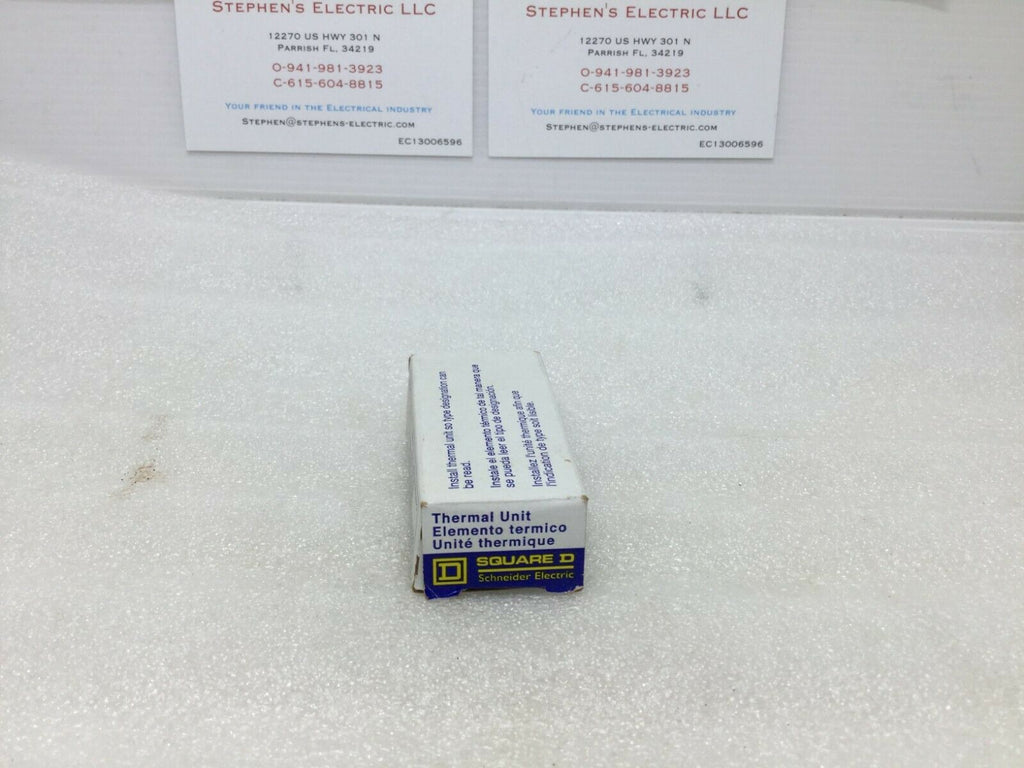 STEPHEN'S ELECTRIC LLC
12270 US HWY 301 N
PARRISH FL, 34219
O-941-981-3923
C-615-604-8815
YOUR FRIEND IN THE ELECTRICAL INDUSTRY
STEPHEN@STEPHENS-ELECTRIC.COM
EC13006596
STEPHEN'S ELECTRIC LLC
12270 US HWY 301 N
PARRISH FL, 34219
O-941-981-3923
C-615-604-8815
YOUR FRIEND IN THE ELECTRICAL INDUSTRY
STEPHEN@STEPHENS-ELECTRIC.COM
EC13006596
Install thermal unit so type designation can
be read.
Instale el elemento térmico de tal manera que
se pueda leer el tipo de designación.
Installez l'unité thermique afin que
l'indication de type soit lisible.
Thermal Unit
Elemento termico
Unité thermique
SQUARE D
Schneider Electric